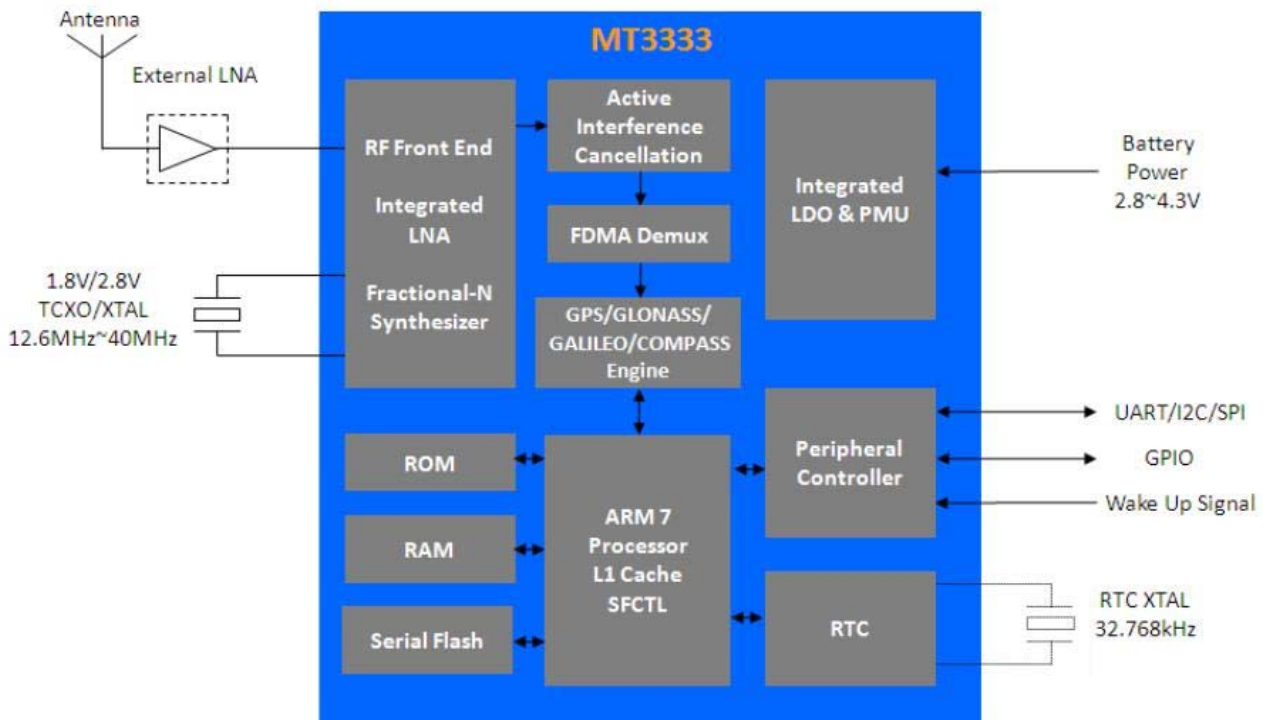 Antenna
External LNA
MT3333
RF Front End
Integrated
LNA
Fractional-N
Synthesizer
Active
Interference
Cancellation
FDMA Demux
GPS/GLONASS/
GALILEO/COMPASS
Engine
Integrated
LDO & PMU
Battery
Power
2.8~4.3V
1.8V/2.8V
TCXO/XTAL
12.6MHz~40MHz
ROM
RAM
Serial Flash
ARM 7
Processor
L1 Cache
SFCTL
Peripheral
Controller
UART/I2C/SPI
GPIO
Wake Up Signal
RTC
RTC XTAL
32.768kHz